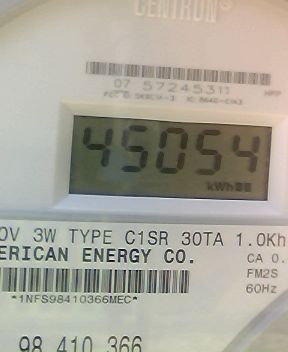 CENTRON®
07 57245311
45054
kWh
0V 3W TYPE C1SR 30TA 1.0Kh
ERICAN ENERGY CO.
CA 0.
FM2S
*1NFS98410366MEC*
60Hz
98 410 366